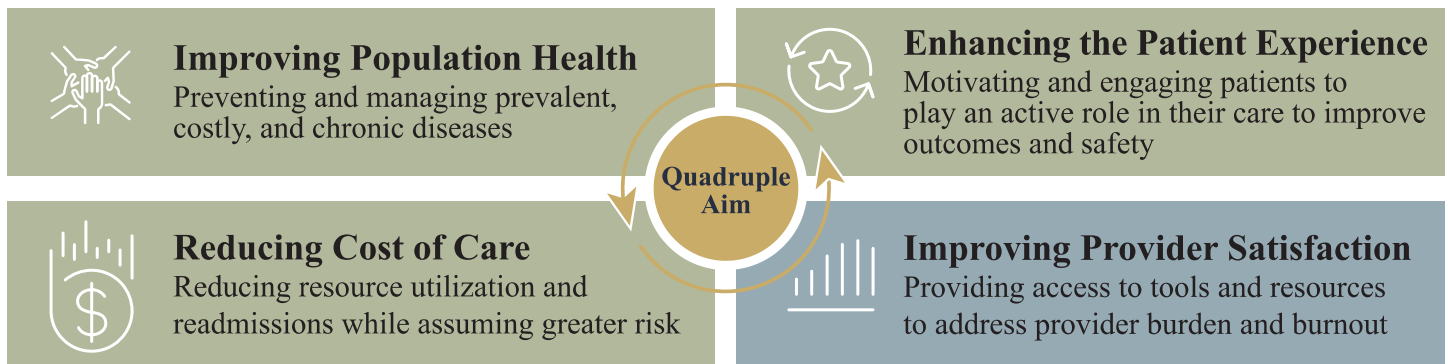 Improving Population Health
Preventing and managing prevalent,
costly, and chronic diseases
Enhancing the Patient Experience
Motivating and engaging patients to
play an active role in their care to improve
outcomes and safety
Quadruple
Aim
Reducing Cost of Care
Reducing resource utilization and
readmissions while assuming greater risk
Improving Provider Satisfaction
Providing access to tools and resources
to address provider burden and burnout
$